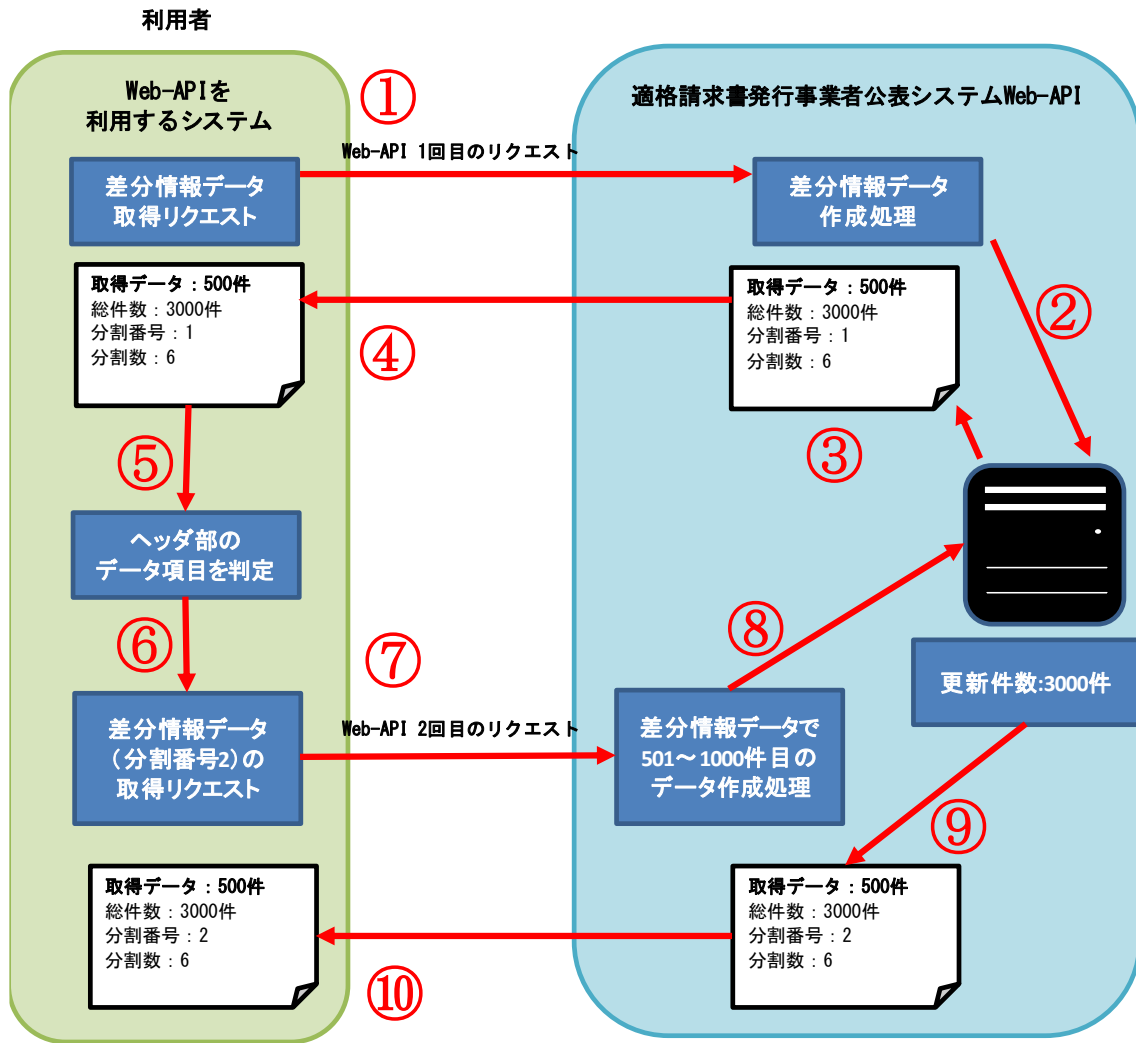 利用者
Web-APIを
利用するシステム
①
適格請求書発行事業者公表システムWeb-API
Web-API 1回目のリクエスト
差分情報データ
取得リクエスト
差分情報データ
作成処理
取得データ：500件
総件数：3000件
分割番号：1
分割数：6
④
取得データ：500件
総件数：3000件
分割番号：1
分割数：6
②
③
⑤
ヘッダ部の
データ項目を判定
⑥
⑦
⑧
更新件数:3000件
差分情報データ
（分割番号2）の
取得リクエスト
Web-API 2回目のリクエスト
差分情報データで
501～1000件目の
データ作成処理
⑨
取得データ：500件
総件数：3000件
分割番号：2
分割数：6
⑩
取得データ：500件
総件数：3000件
分割番号：2
分割数：6